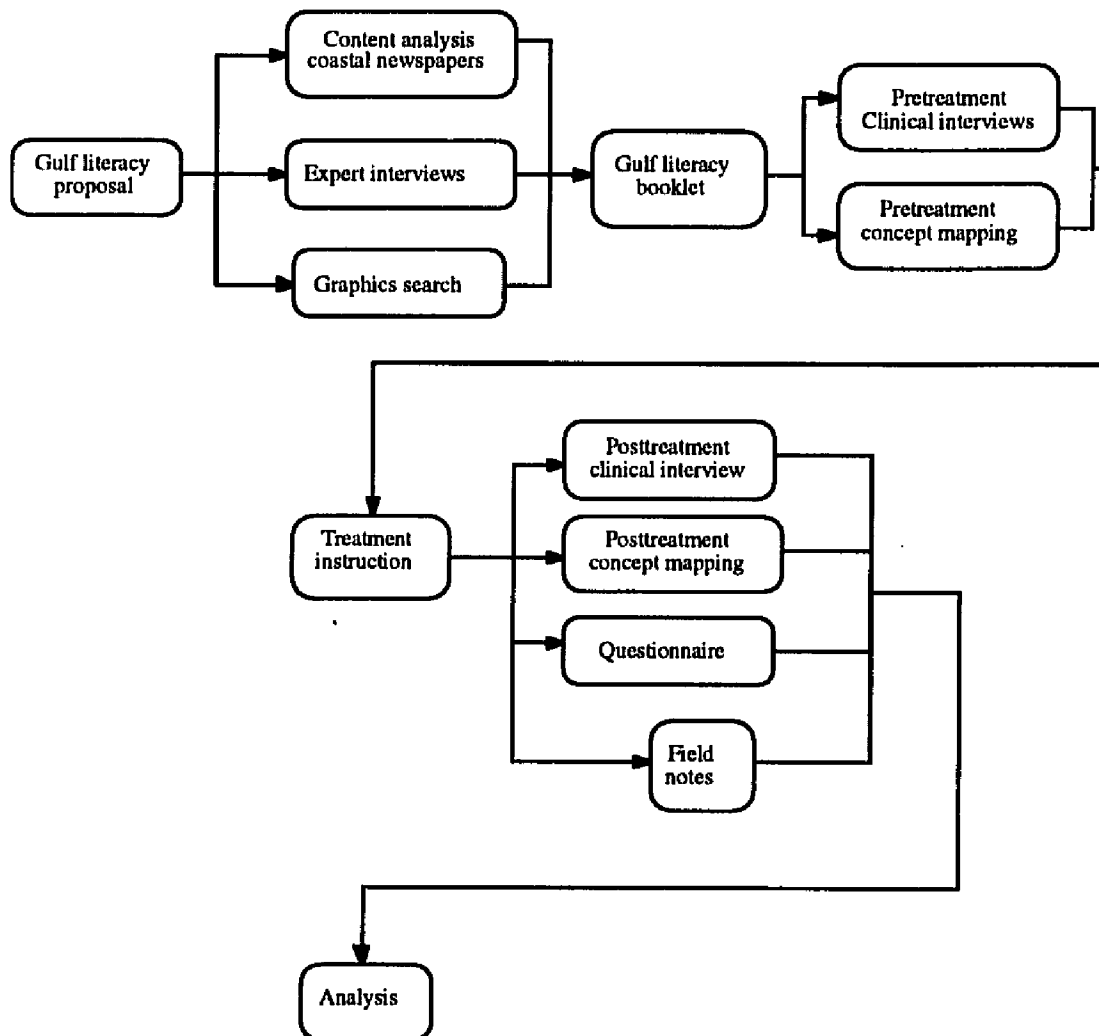 Content analysis
coastal newspapers
Pretreatment
Clinical interviews
Gulf literacy
proposal
Expert interviews
Gulf literacy
booklet
Pretreatment
concept mapping
Graphics search
Posttreatment
clinical interview
Treatment
instruction
Posttreatment
concept mapping
Questionnaire
Field
notes
Analysis